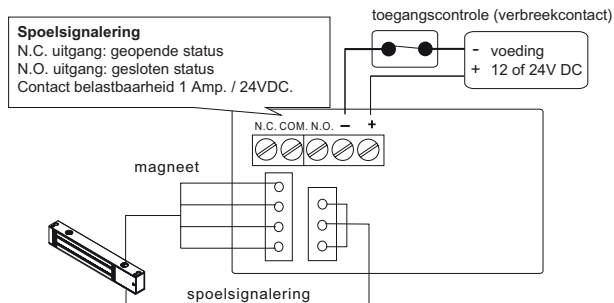 toegangscontrole (verbreekcontact)
Spoelsignalering
N.C. uitgang: geopende status
N.O. uitgang: gesloten status
Contact belastbaarheid 1 Amp. / 24VDC.
- voeding
+ 12 of 24V DC
N.C. COM. N.O. − +
magneet
spoelsignalering